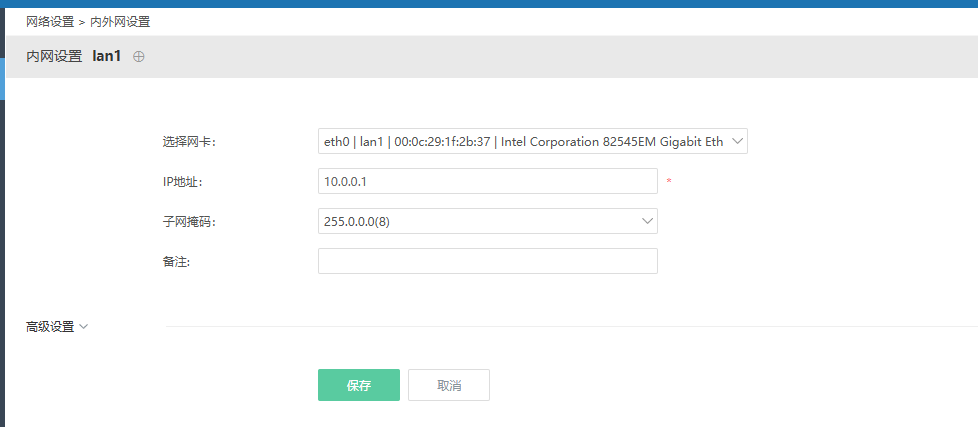 网络设置 > 内外网设置
内网设置 lan1
选择网卡: eth0 | lan1 | 00:0c:29:1f:2b:37 | Intel Corporation 82545EM Gigabit Eth
IP地址: 10.0.0.1 *
子网掩码: 255.0.0.0(8)
备注:
高级设置
保存 取消